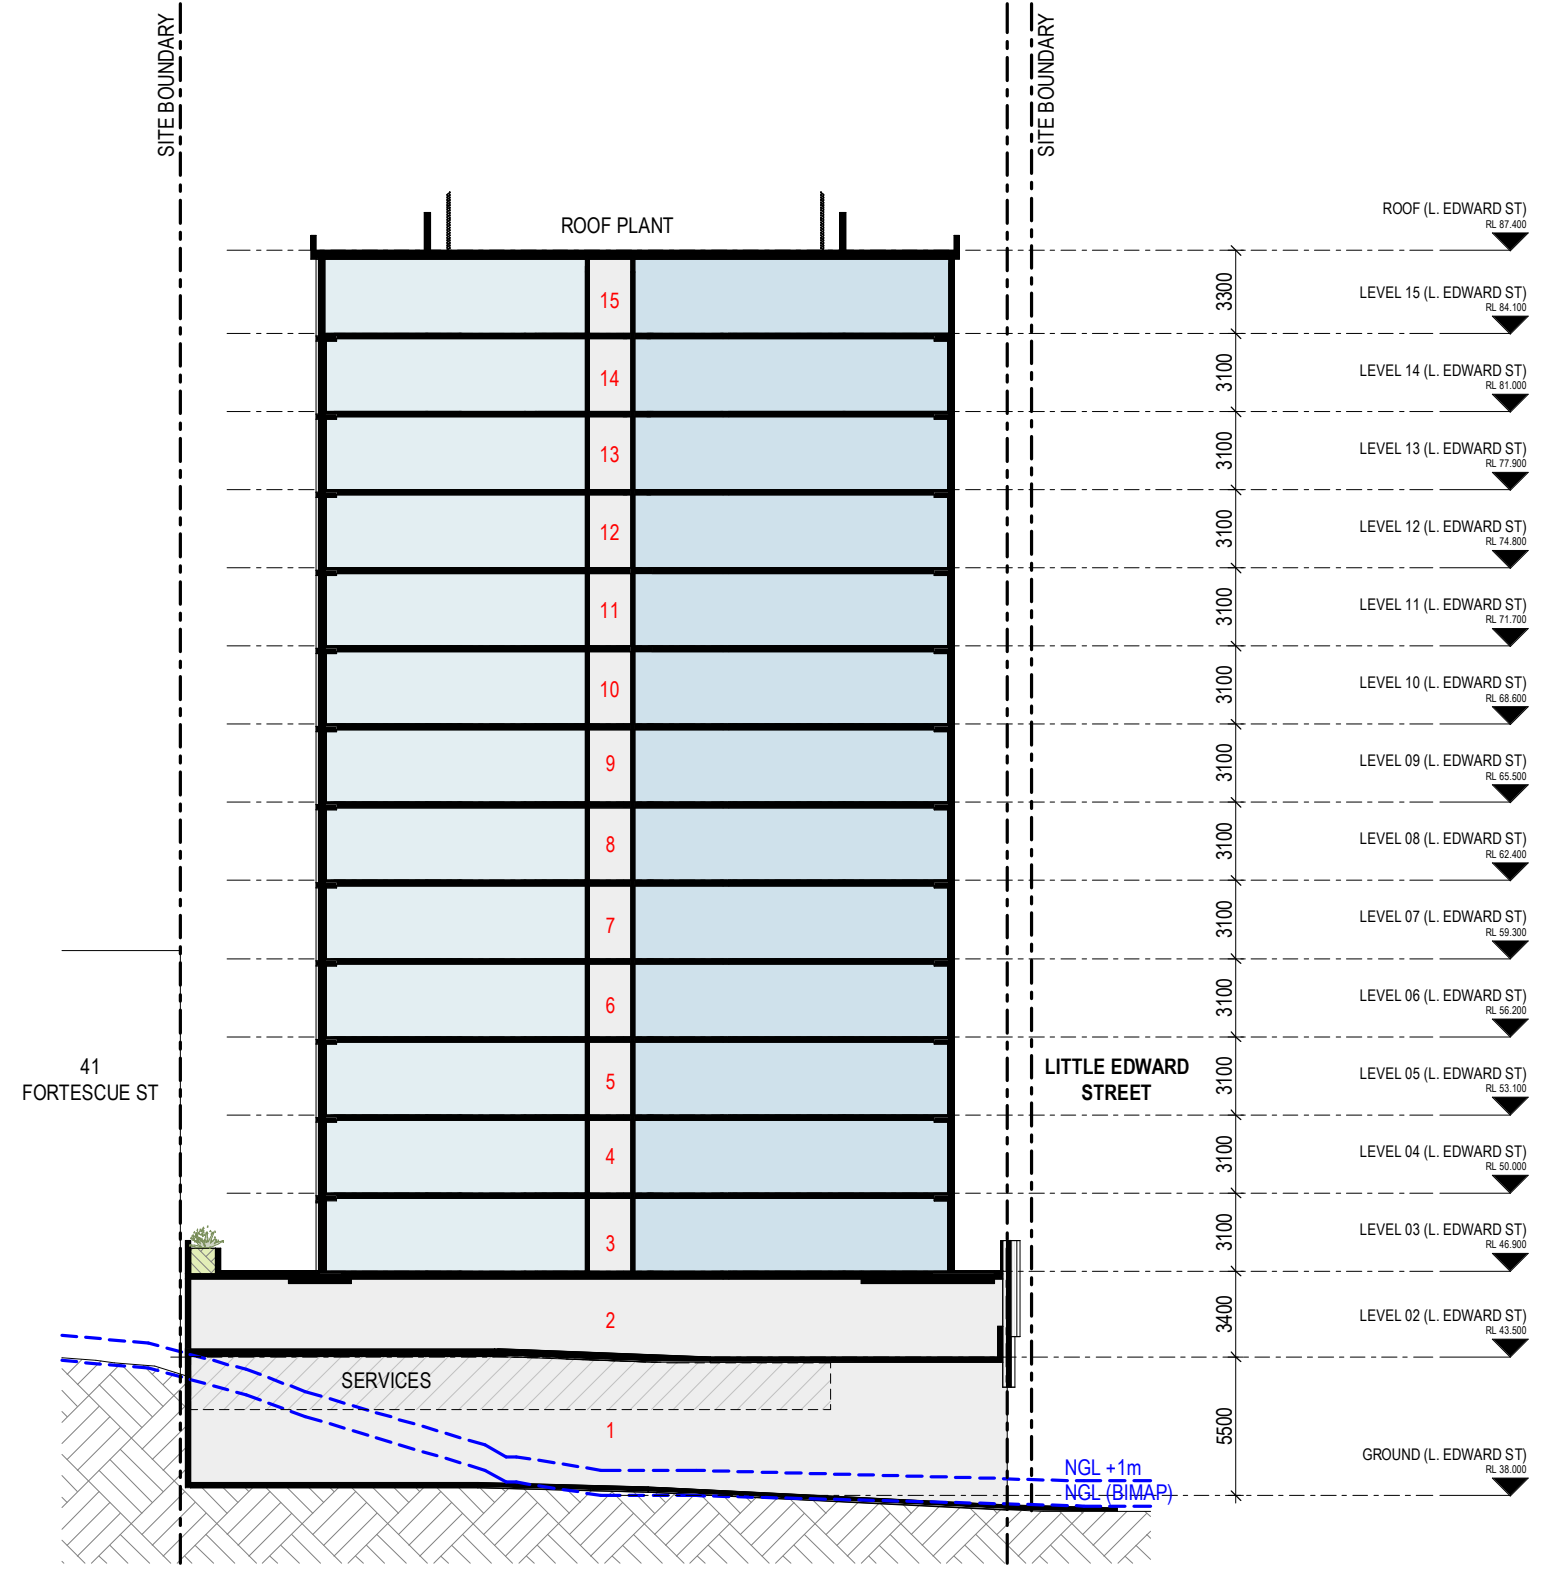 SITE BOUNDARY
SITE BOUNDARY
ROOF PLANT
ROOF (L. EDWARD ST)
RL 87.400
3300
15
LEVEL 15 (L. EDWARD ST)
RL 84.100
3100
14
LEVEL 14 (L. EDWARD ST)
RL 81.000
3100
13
LEVEL 13 (L. EDWARD ST)
RL 77.900
3100
12
LEVEL 12 (L. EDWARD ST)
RL 74.800
3100
11
LEVEL 11 (L. EDWARD ST)
RL 71.700
3100
10
LEVEL 10 (L. EDWARD ST)
RL 68.600
3100
9
LEVEL 09 (L. EDWARD ST)
RL 65.500
3100
8
LEVEL 08 (L. EDWARD ST)
RL 62.400
3100
7
LEVEL 07 (L. EDWARD ST)
RL 59.300
3100
6
LEVEL 06 (L. EDWARD ST)
RL 56.200
41
FORTESCUE ST
LITTLE EDWARD
STREET
3100
5
LEVEL 05 (L. EDWARD ST)
RL 53.100
3100
4
LEVEL 04 (L. EDWARD ST)
RL 50.000
3100
3
LEVEL 03 (L. EDWARD ST)
RL 46.900
3400
2
LEVEL 02 (L. EDWARD ST)
RL 43.500
SERVICES
5500
1
GROUND (L. EDWARD ST)
RL 38.000
NGL +1m
NGL (BIMAP)